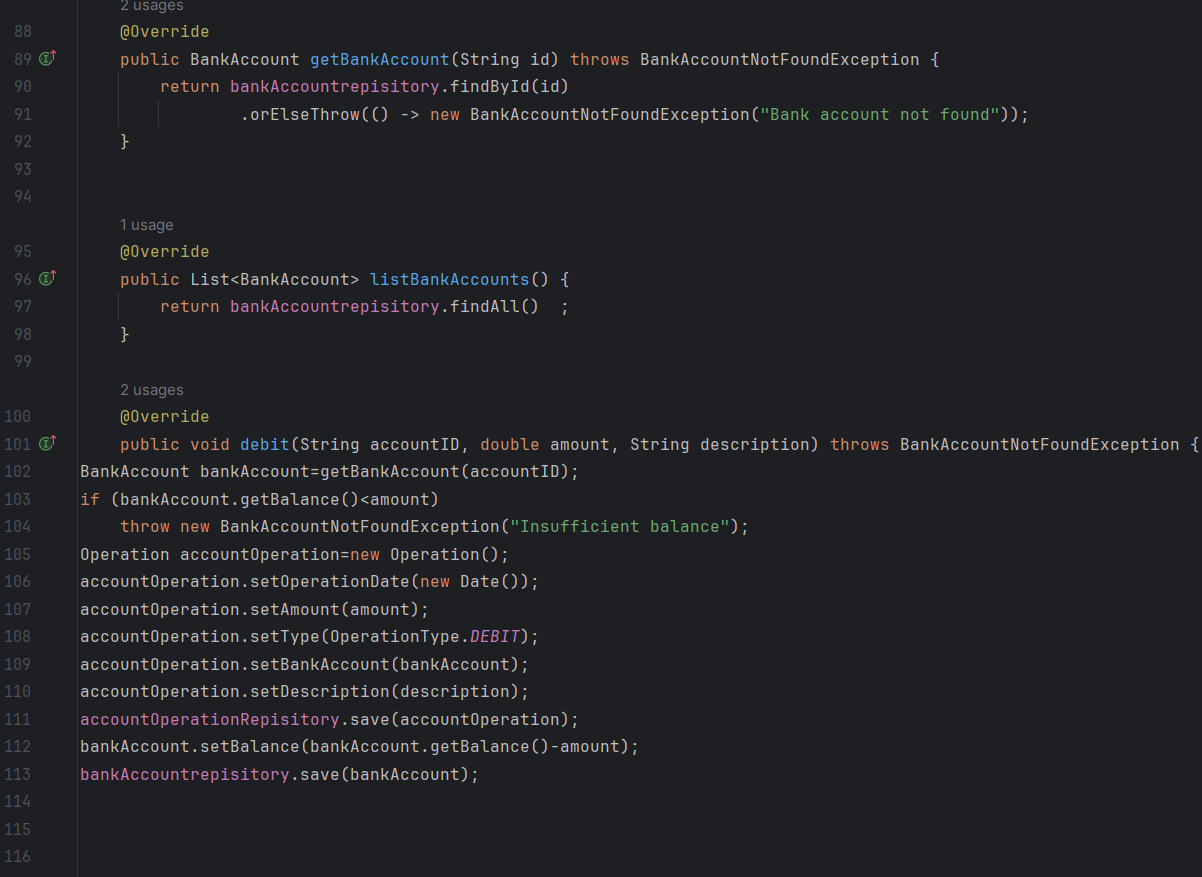 2 usages
88 @Override
89 public BankAccount getBankAccount(String id) throws BankAccountNotFoundException {
90 return bankAccountrepisitory.findById(id)
91 .orElseThrow(() -> new BankAccountNotFoundException("Bank account not found"));
92 }
93
94
1 usage
95 @Override
96 public List<BankAccount> listBankAccounts() {
97 return bankAccountrepisitory.findAll()  ;
98 }
99
2 usages
100 @Override
101 public void debit(String accountID, double amount, String description) throws BankAccountNotFoundException {
102 BankAccount bankAccount=getBankAccount(accountID);
103 if (bankAccount.getBalance()<amount)
104 throw new BankAccountNotFoundException("Insufficient balance");
105 Operation accountOperation=new Operation();
106 accountOperation.setOperationDate(new Date());
107 accountOperation.setAmount(amount);
108 accountOperation.setType(OperationType.DEBIT);
109 accountOperation.setBankAccount(bankAccount);
110 accountOperation.setDescription(description);
111 accountOperationRepisitory.save(accountOperation);
112 bankAccount.setBalance(bankAccount.getBalance()-amount);
113 bankAccountrepisitory.save(bankAccount);
114
115
116